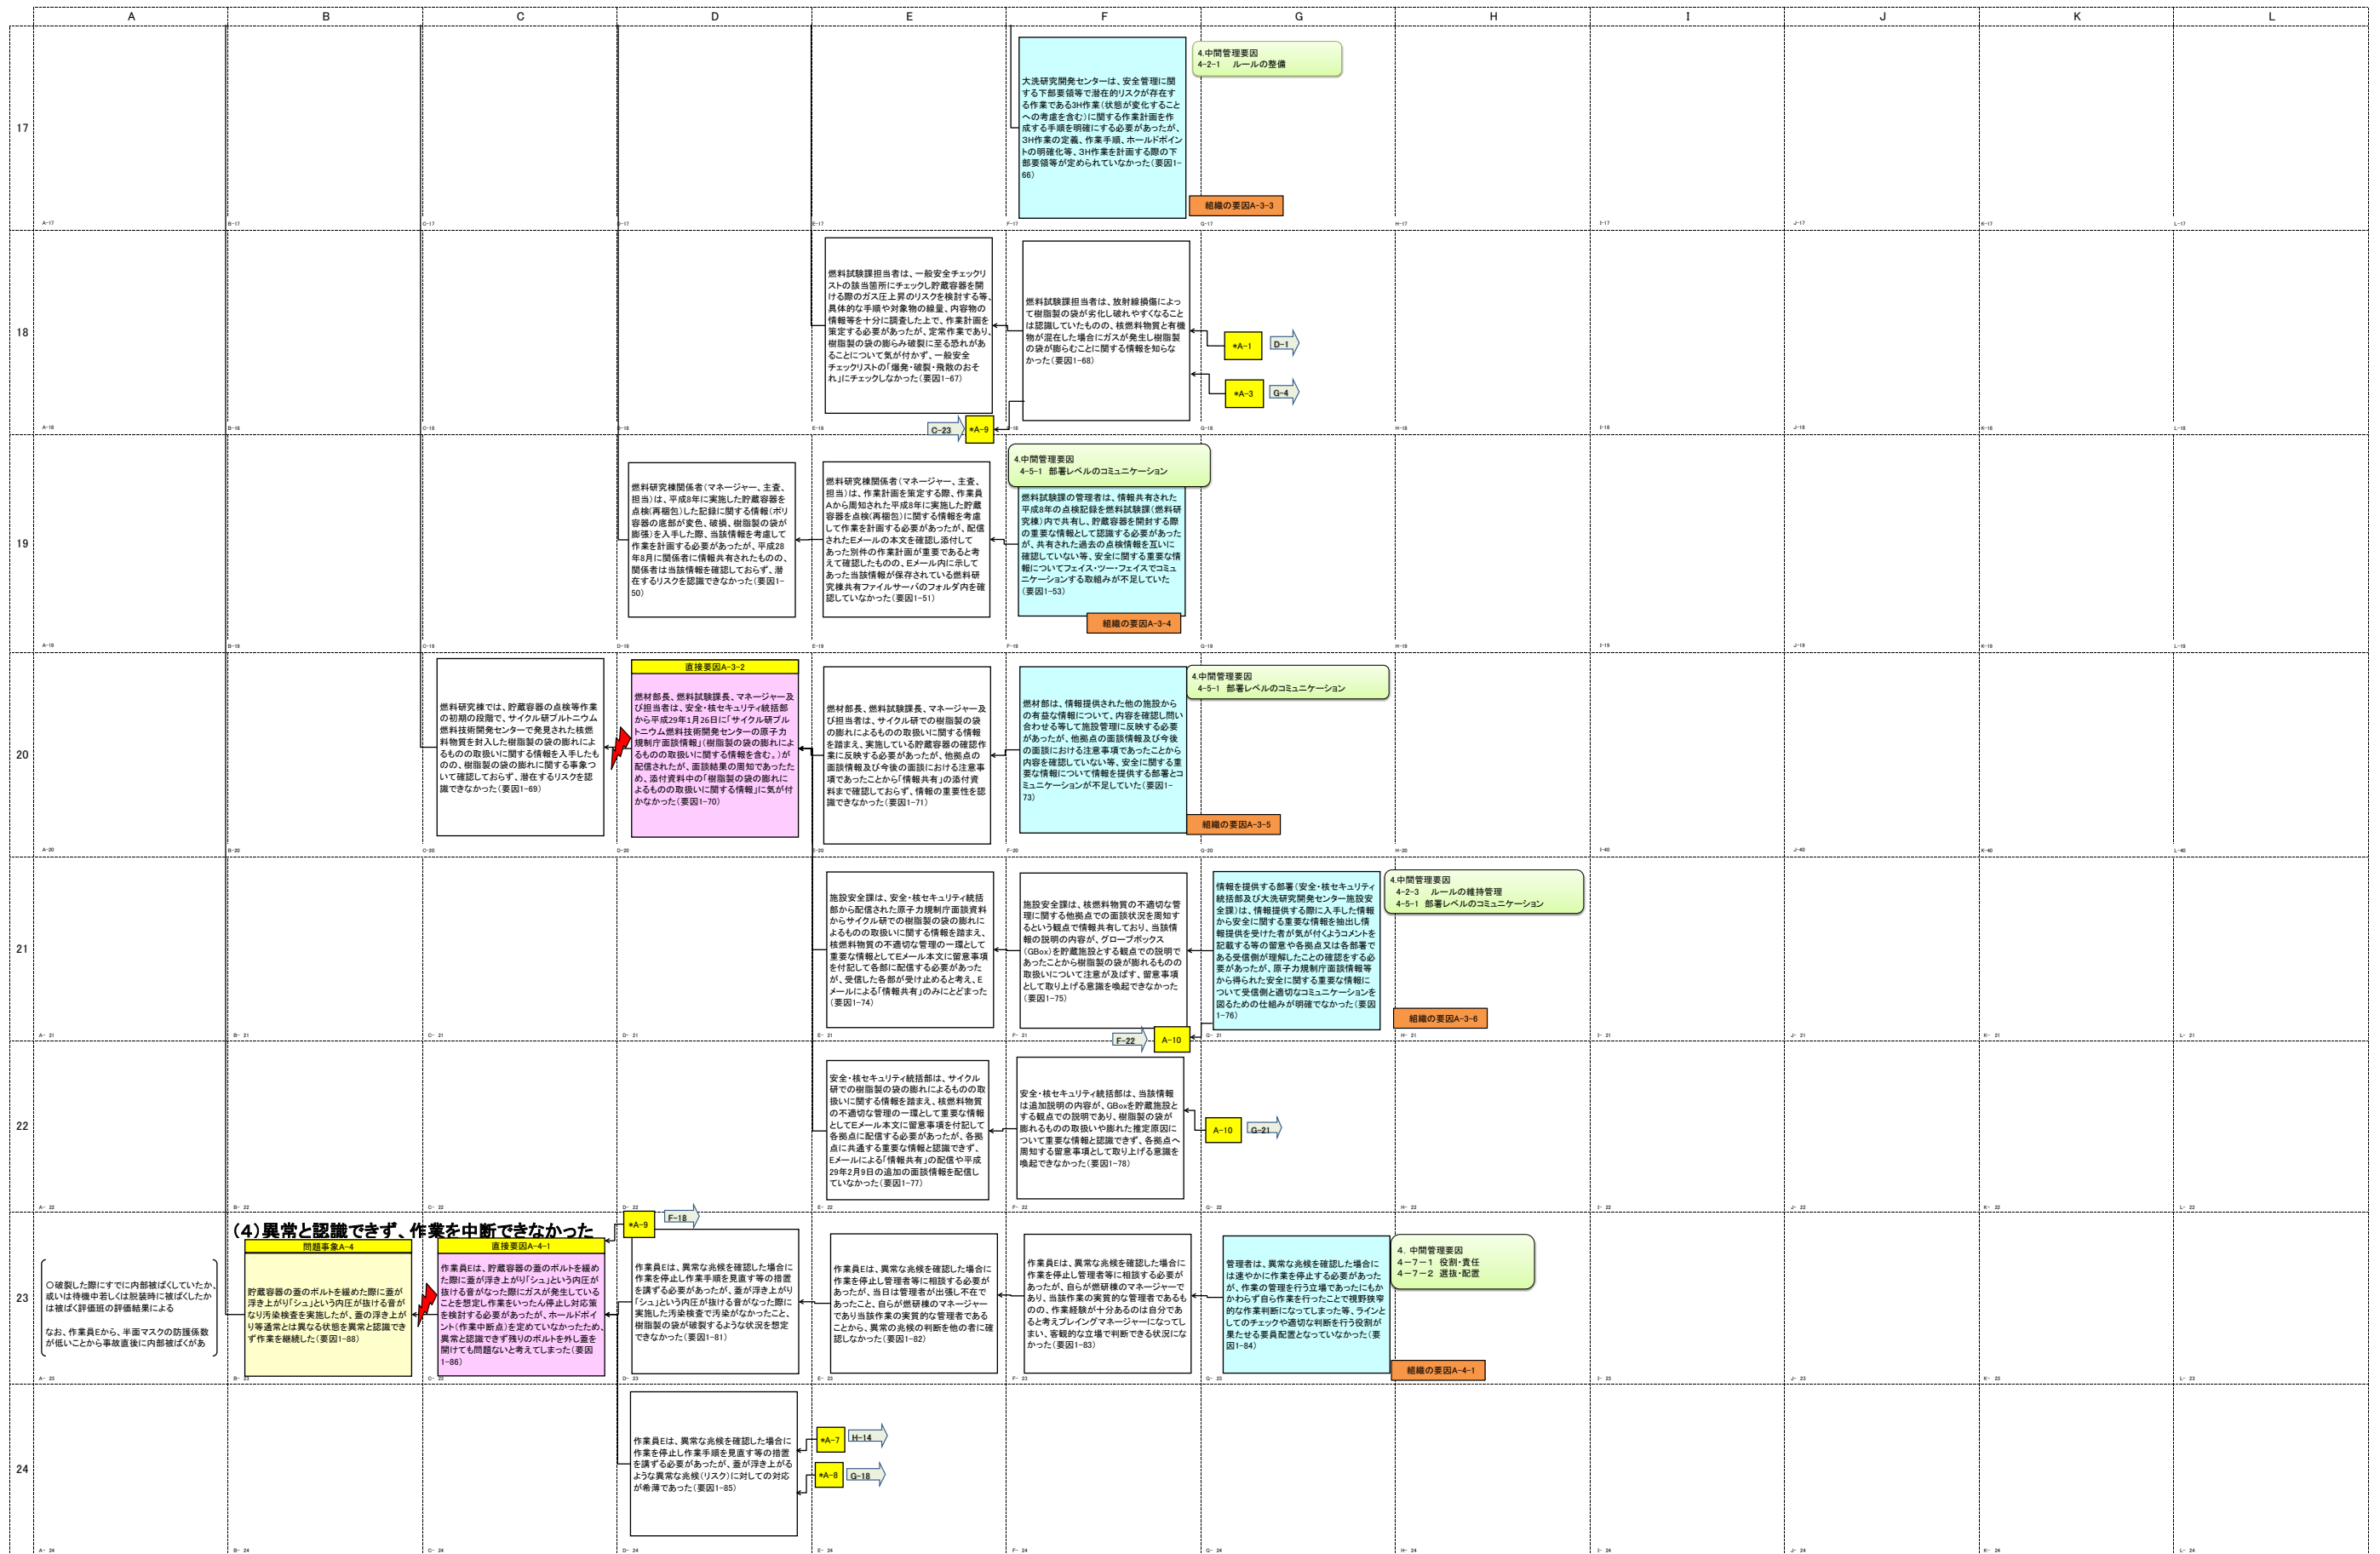 A B C D E F G H I J K L
17
大洗研究開発センターは、安全管理に関
する下部要領等で潜在的リスクが存在す
る作業である3H作業(状態が変化すること
への考慮を含む)に関する作業計画を作
成する手順を明確にする必要があったが、
3H作業の定義、作業手順、ホールドポイン
トの明確化等、3H作業を計画する際の下
部要領等が定められていなかった(要因1-
66)
4.中間管理要因
4-2-1 ルールの整備
組織の要因A-3-3
A-17 B-17 C-17 D-17 E-17 F-17 G-17 H-17 I-17 J-17 K-17 L-17
18
燃料試験課担当者は、一般安全チェックリ
ストの該当箇所にチェックし貯蔵容器を開
ける際のガス圧上昇のリスクを検討する等、
具体的な手順や対象物の線量、内容物の
情報等を十分に調査した上で、作業計画を
策定する必要があったが、定常作業であり、
樹脂製の袋の膨らみ破裂に至る恐れがあ
ることについて気が付かず、一般安全
チェックリストの「爆発・破裂・飛散のおそ
れ」にチェックしなかった(要因1-67)
燃料試験課担当者は、放射線損傷によっ
て樹脂製の袋が劣化し破れやすくなること
は認識していたものの、核燃料物質と有機
物が混在した場合にガスが発生し樹脂製
の袋が膨らむことに関する情報を知らな
かった(要因1-68)
*A-1
D-1
*A-3
G-4
C-23
*A-9
A-18 B-18 C-18 D-18 E-18 F-18 G-18 H-18 I-18 J-18 K-18 L-18
19
燃料研究棟関係者(マネージャー、主査、
担当)は、平成8年に実施した貯蔵容器を
点検(再梱包)した記録に関する情報(ポリ
容器の底部が変色、破損、樹脂製の袋が
膨張)を入手した際、当該情報を考慮して
作業を計画する必要があったが、平成28
年8月に関係者に情報共有されたものの、
関係者は当該情報を確認しておらず、潜
在するリスクを認識できなかった(要因1-
50)
燃料研究棟関係者(マネージャー、主査、
担当)は、作業計画を策定する際、作業員
Aから周知された平成8年に実施した貯蔵
容器を点検(再梱包)に関する情報を考慮
して作業を計画する必要があったが、配信
されたEメールの本文を確認し添付して
あった別件の作業計画が重要であると考
えて確認したものの、Eメール内に示して
あった当該情報が保存されている燃料研
究棟共有ファイルサーバのフォルダ内を確
認していなかった(要因1-51)
4.中間管理要因
4-5-1 部署レベルのコミュニケーション
燃料試験課の管理者は、情報共有された
平成8年の点検記録を燃料試験課(燃料研
究棟)内で共有し、貯蔵容器を開封する際
の重要な情報として認識する必要があった
が、共有された過去の点検情報を互いに
確認していない等、安全に関する重要な情
報についてフェイス・ツー・フェイスでコミュ
ニケーションする取組みが不足していた
(要因1-53)
組織の要因A-3-4
A-19 B-19 C-19 D-19 E-19 F-19 G-19 H-19 I-19 J-19 K-19 L-19
20
燃料研究棟では、貯蔵容器の点検等作業
の初期の段階で、サイクル研プルトニウム
燃料技術開発センターで発見された核燃
料物質を封入した樹脂製の袋の膨れによ
るものの取扱いに関する情報を入手したも
のの、樹脂製の袋の膨れに関する事象つ
いて確認しておらず、潜在するリスクを認
識できなかった(要因1-69)
直接要因A-3-2
燃材部長、燃料試験課長、マネージャー及
び担当者は、安全・核セキュリティ統括部
から平成29年1月26日に「サイクル研プル
トニウム燃料技術開発センターの原子力
規制庁面談情報」(樹脂製の袋の膨れによ
るものの取扱いに関する情報を含む。)が
配信されたが、面談結果の周知であったた
め、添付資料中の「樹脂製の袋の膨れに
よるものの取扱いに関する情報」に気が付
かなかった(要因1-70)
燃材部長、燃料試験課長、マネージャー及
び担当者は、サイクル研での樹脂製の袋
の膨れによるものの取扱いに関する情報
を踏まえ、実施している貯蔵容器の確認作
業に反映する必要があったが、他拠点の
面談情報及び今後の面談における注意事
項であったことから「情報共有」の添付資
料まで確認しておらず、情報の重要性を認
識できなかった(要因1-71)
燃材部は、情報提供された他の施設から
の有益な情報について、内容を確認し問い
合わせる等して施設管理に反映する必要
があったが、他拠点の面談情報及び今後
の面談における注意事項であったことから
内容を確認していない等、安全に関する重
要な情報について情報を提供する部署とコ
ミュニケーションが不足していた(要因1-
73)
4.中間管理要因
4-5-1 部署レベルのコミュニケーション
組織の要因A-3-5
A-20 B-20 C-20 D-20 E-20 F-20 G-20 H-20 I-40 J-40 K-40 L-40
21
施設安全課は、安全・核セキュリティ統括
部から配信された原子力規制庁面談資料
からサイクル研での樹脂製の袋の膨れに
よるものの取扱いに関する情報を踏まえ、
核燃料物質の不適切な管理の一環として
重要な情報としてEメール本文に留意事項
を付記して各部に配信する必要があった
が、受信した各部が受け止めると考え、E
メールによる「情報共有」のみにとどまった
(要因1-74)
施設安全課は、核燃料物質の不適切な管
理に関する他拠点での面談状況を周知す
るという観点で情報共有しており、当該情
報の説明の内容が、グローブボックス
(GBox)を貯蔵施設とする観点での説明で
あったことから樹脂製の袋が膨れるものの
取扱いについて注意が及ばず、留意事項
として取り上げる意識を喚起できなかった
(要因1-75)
情報を提供する部署(安全・核セキュリティ
統括部及び大洗研究開発センター施設安
全課)は、情報提供する際に入手した情報
から安全に関する重要な情報を抽出し情
報提供を受けた者が気が付くようコメントを
記載する等の留意や各拠点又は各部署で
ある受信側が理解したことの確認をする必
要があったが、原子力規制庁面談情報等
から得られた安全に関する重要な情報に
ついて受信側と適切なコミュニケーションを
図るための仕組みが明確でなかった(要因
1-76)
4.中間管理要因
4-2-3 ルールの維持管理
4-5-1 部署レベルのコミュニケーション
組織の要因A-3-6
F-22
A-10
A- 21 B- 21 C- 21 D- 21 E- 21 F- 21 G- 21 H- 21 I- 21 J- 21 K- 21 L- 21
22
安全・核セキュリティ統括部は、サイクル
研での樹脂製の袋の膨れによるものの取
扱いに関する情報を踏まえ、核燃料物質
の不適切な管理の一環として重要な情報
としてEメール本文に留意事項を付記して
各拠点に配信する必要があったが、各拠
点に共通する重要な情報と認識できず、
Eメールによる「情報共有」の配信や平成
29年2月9日の追加の面談情報を配信し
ていなかった(要因1-77)
安全・核セキュリティ統括部は、当該情報
は追加説明の内容が、GBoxを貯蔵施設と
する観点での説明であり、樹脂製の袋が
膨れるものの取扱いや膨れた推定原因に
ついて重要な情報と認識できず、各拠点へ
周知する留意事項として取り上げる意識を
喚起できなかった(要因1-78)
A-10
G-21
A- 22 B- 22 C- 22 D- 22 E- 22 F- 22 G- 22 H- 22 I- 22 J- 22 K- 22 L- 22
23
(4)異常と認識できず、作業を中断できなかった
*A-9
F-18
〇破裂した際にすでに内部被ばくしていたか、
或いは待機中若しくは脱装時に被ばくしたか
は被ばく評価班の評価結果による
なお、作業員Eから、半面マスクの防護係数
が低いことから事故直後に内部被ばくがあ
問題事象A-4
貯蔵容器の蓋のボルトを緩めた際に蓋が
浮き上がり「シュ」という内圧が抜ける音が
なり汚染検査を実施したが、蓋の浮き上が
り等通常とは異なる状態を異常と認識でき
ず作業を継続した(要因1-88)
直接要因A-4-1
作業員Eは、貯蔵容器の蓋のボルトを緩め
た際に蓋が浮き上がり「シュ」という内圧が
抜ける音がなった際にガスが発生している
ことを想定し作業をいったん停止し対応策
を検討する必要があったが、ホールドポイ
ント(作業中断点)を定めていなかったため、
異常と認識できず残りのボルトを外し蓋を
開けても問題ないと考えてしまった(要因
1-86)
作業員Eは、異常な兆候を確認した場合に
作業を停止し作業手順を見直す等の措置
を講ずる必要があったが、蓋が浮き上がり
「シュ」という内圧が抜ける音がなった際に
実施した汚染検査で汚染がなかったこと、
樹脂製の袋が破裂するような状況を想定
できなかった(要因1-81)
作業員Eは、異常な兆候を確認した場合に
作業を停止し管理者等に相談する必要が
あったが、当日は管理者が出張し不在で
あったこと、自らが燃研棟のマネージャー
であり当該作業の実質的な管理者である
ことから、異常の兆候の判断を他の者に確
認しなかった(要因1-82)
作業員Eは、異常な兆候を確認した場合に
作業を停止し管理者等に相談する必要が
あったが、自らが燃研棟のマネージャーで
あり、当該作業の実質的な管理者であるも
のの、作業経験が十分あるのは自分であ
ると考えプレイングマネージャーになってし
まい、客観的な立場で判断できる状況にな
かった(要因1-83)
管理者は、異常な兆候を確認した場合に
は速やかに作業を停止する必要があった
が、作業の管理を行う立場であったにもか
かわらず自ら作業を行ったことで視野狭窄
的な作業判断になってしまった等、ラインと
してのチェックや適切な判断を行う役割が
果たせる要員配置となっていなかった(要
因1-84)
4. 中間管理要因
4-7-1 役割・責任
4-7-2 選抜・配置
組織の要因A-4-1
A- 23 B- 23 C- 23 D- 23 E- 23 F- 23 G- 23 H- 23 I- 23 J- 23 K- 23 L- 23
24
作業員Eは、異常な兆候を確認した場合に
作業を停止し作業手順を見直す等の措置
を講ずる必要があったが、蓋が浮き上がる
ような異常な兆候(リスク)に対しての対応
が希薄であった(要因1-85)
*A-7
H-14
*A-8
G-18
A- 24 B- 24 C- 24 D- 24 E- 24 F- 24 G- 24 H- 24 I- 24 J- 24 K- 24 L- 24